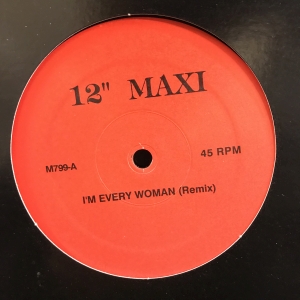 12" MAXI
M799-A
45 RPM
I'M EVERY WOMAN (Remix)